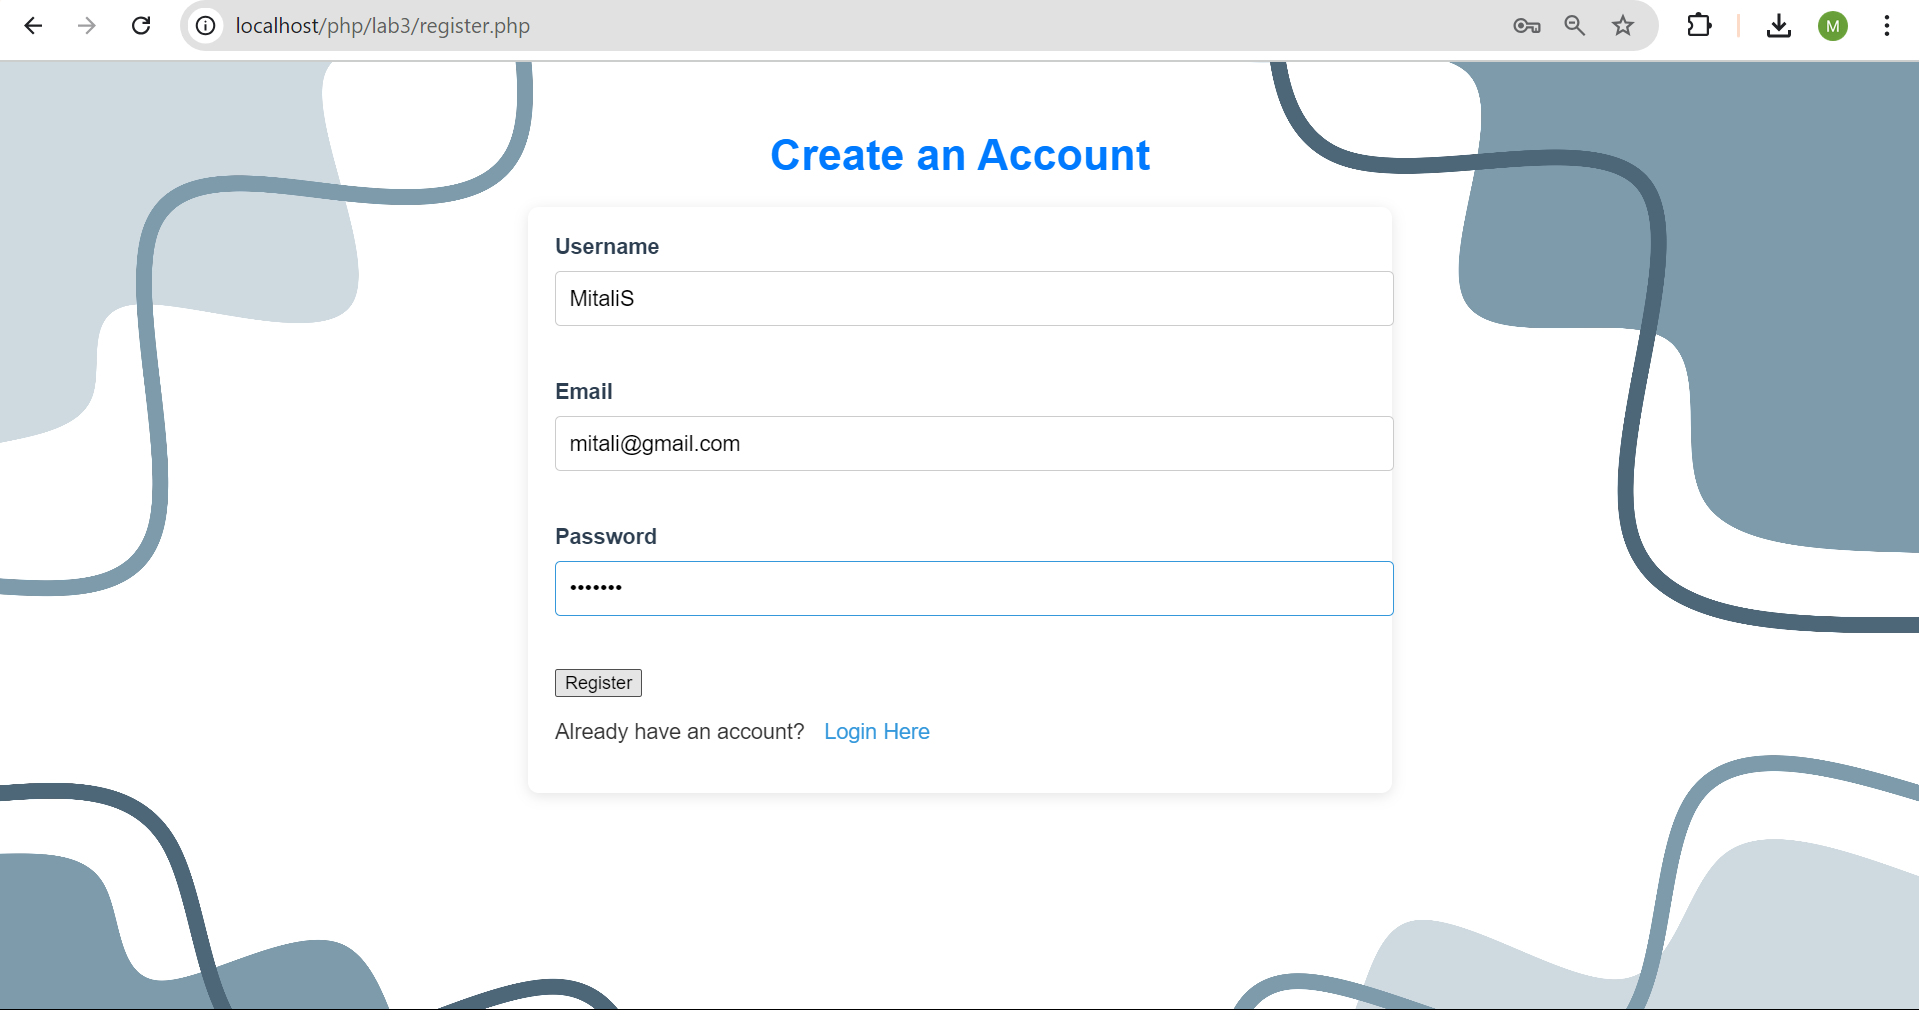 localhost/php/lab3/register.php
M
Create an Account
Username
MitaliS
Email
mitali@gmail.com
Password
•••••••
Register
Already have an account? Login Here